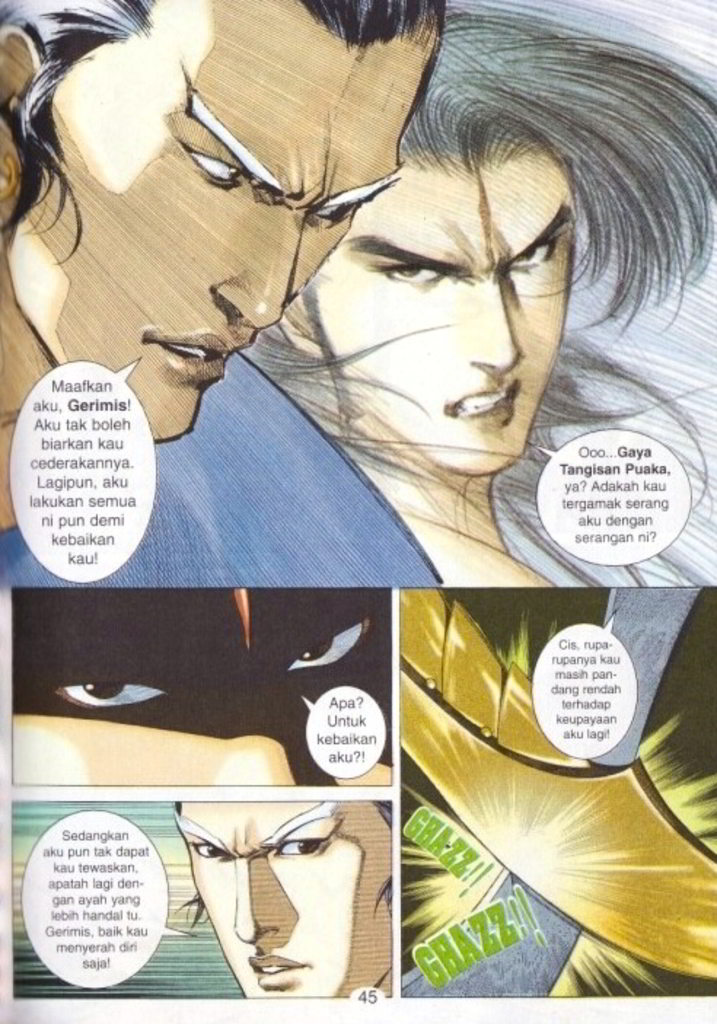 Maafkan
aku, Gerimis!
Aku tak boleh
biarkan kau
cederakannya.
Lagipun, aku
lakukan semua
ni pun demi
kebaikan
kau!
Ooo...Gaya
Tangisan Puaka,
ya? Adakah kau
tergamak serang
aku dengan
serangan ni?
Apa?
Untuk
kebaikan
aku?!
Sedangkan
aku pun tak dapat
kau tewaskan,
apatah lagi den-
gan ayah yang
lebih handal tu.
Gerimis, baik kau
menyerah diri
saja!
Cis, rupa-
rupanya kau
masih pan-
dang rendah
terhadap
keupayaan
aku lagi!
GHAZZ!!
GHAZZ!!
45